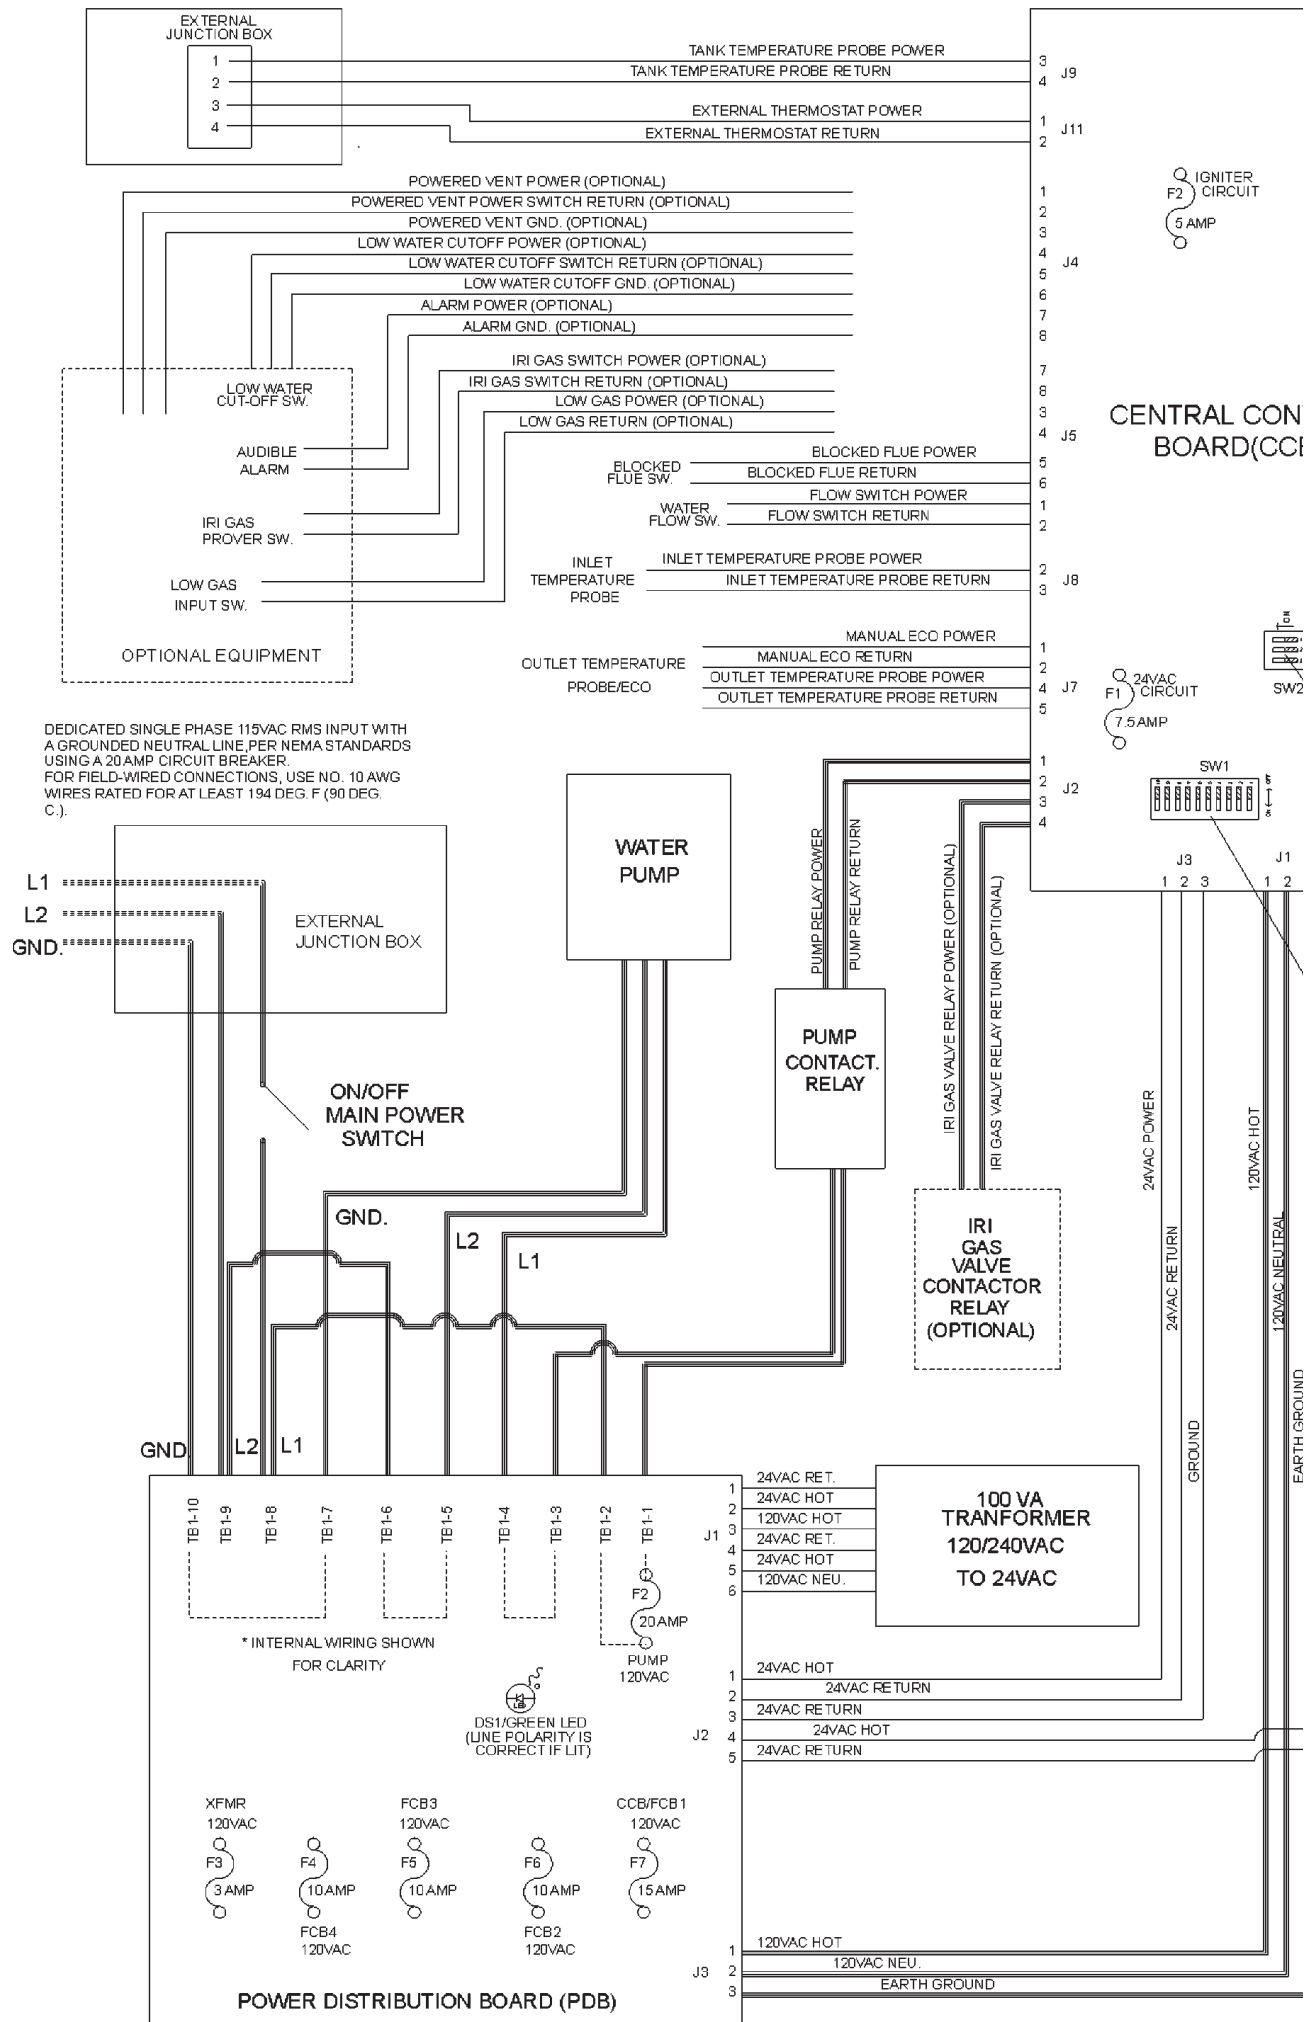 EXTERNAL
JUNCTION BOX
1
2
3
4
TANK TEMPERATURE PROBE POWER
TANK TEMPERATURE PROBE RETURN
EXTERNAL THERMOSTAT POWER
EXTERNAL THERMOSTAT RETURN
3
4
J9
1
2
J11
POWERED VENT POWER (OPTIONAL)
POWERED VENT POWER SWITCH RETURN (OPTIONAL)
POWERED VENT GND. (OPTIONAL)
LOW WATER CUTOFF POWER (OPTIONAL)
LOW WATER CUTOFF SWITCH RETURN (OPTIONAL)
LOW WATER CUTOFF GND. (OPTIONAL)
ALARM POWER (OPTIONAL)
ALARM GND. (OPTIONAL)
1
2
3
4
5
6
7
8
J4
IGNITER
CIRCUIT
F2
5 AMP
IRI GAS SWITCH POWER (OPTIONAL)
IRI GAS SWITCH RETURN (OPTIONAL)
LOW GAS POWER (OPTIONAL)
LOW GAS RETURN (OPTIONAL)
BLOCKED FLUE POWER
BLOCKED FLUE RETURN
FLOW SWITCH POWER
FLOW SWITCH RETURN
7
8
3
4
5
6
1
2
J5
BLOCKED
FLUE SW.
WATER
FLOW SW.
CENTRAL CON
BOARD(CCB
LOW WATER
CUT-OFF SW.
AUDIBLE
ALARM
IRI GAS
PROVER SW.
LOW GAS
INPUT SW.
OPTIONAL EQUIPMENT
INLET
TEMPERATURE
PROBE
INLET TEMPERATURE PROBE POWER
INLET TEMPERATURE PROBE RETURN
2
3
J8
OUTLET TEMPERATURE
PROBE/ECO
MANUAL ECO POWER
MANUAL ECO RETURN
OUTLET TEMPERATURE PROBE POWER
OUTLET TEMPERATURE PROBE RETURN
1
2
4
5
J7
ON
SW2
24VAC
CIRCUIT
F1
7.5 AMP
SW1
DEDICATED SINGLE PHASE 115VAC RMS INPUT WITH
A GROUNDED NEUTRAL LINE,PER NEMA STANDARDS
USING A 20 AMP CIRCUIT BREAKER.
FOR FIELD-WIRED CONNECTIONS, USE NO. 10 AWG
WIRES RATED FOR AT LEAST 194 DEG. F (90 DEG.
C.).
1
2
3
4
J2
J3
1 2 3
J1
1 2
L1
L2
GND.
EXTERNAL
JUNCTION BOX
WATER
PUMP
PUMP RELAY POWER
PUMP RELAY RETURN
IRI GAS VALVE RELAY POWER (OPTIONAL)
IRI GAS VALVE RELAY RETURN (OPTIONAL)
PUMP
CONTACT.
RELAY
ON/OFF
MAIN POWER
SWITCH
GND.
L2
L1
IRI
GAS
VALVE
CONTACTOR
RELAY
(OPTIONAL)
24VAC POWER
24VAC RETURN
GROUND
120VAC HOT
120VAC NEUTRAL
EARTH GROUND
GND.
L2
L1
TB1-10
TB1-9
TB1-8
TB1-7
TB1-6
TB1-5
TB1-4
TB1-3
TB1-2
TB1-1
* INTERNAL WIRING SHOWN
FOR CLARITY
F2
20 AMP
PUMP
120VAC
J1
1
2
3
4
5
6
24VAC RET.
24VAC HOT
120VAC HOT
24VAC RET.
24VAC HOT
120VAC NEU.
100 VA
TRANFORMER
120/240VAC
TO 24VAC
LED
DS1/GREEN LED
(LINE POLARITY IS
CORRECT IF LIT)
J2
1
2
3
4
5
24VAC HOT
24VAC RETURN
24VAC RETURN
24VAC HOT
24VAC RETURN
XFMR
120VAC
F3
3 AMP
F4
10 AMP
FCB4
120VAC
FCB3
120VAC
F5
10 AMP
F6
10 AMP
FCB2
120VAC
CCB/FCB1
120VAC
F7
15 AMP
J3
1
2
3
120VAC HOT
120VAC NEU.
EARTH GROUND
POWER DISTRIBUTION BOARD (PDB)